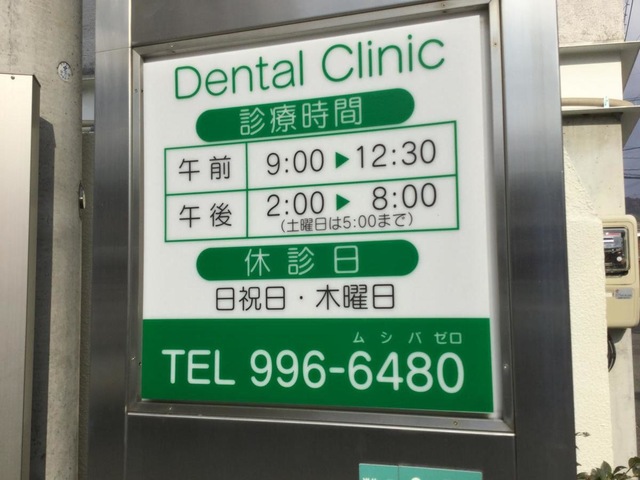 Dental Clinic
診療時間
午前 9:00 ▶ 12:30
午後 2:00 ▶ 8:00
(土曜日は5:00まで)
休診日
日祝日・木曜日
ムシバゼロ
TEL 996-6480